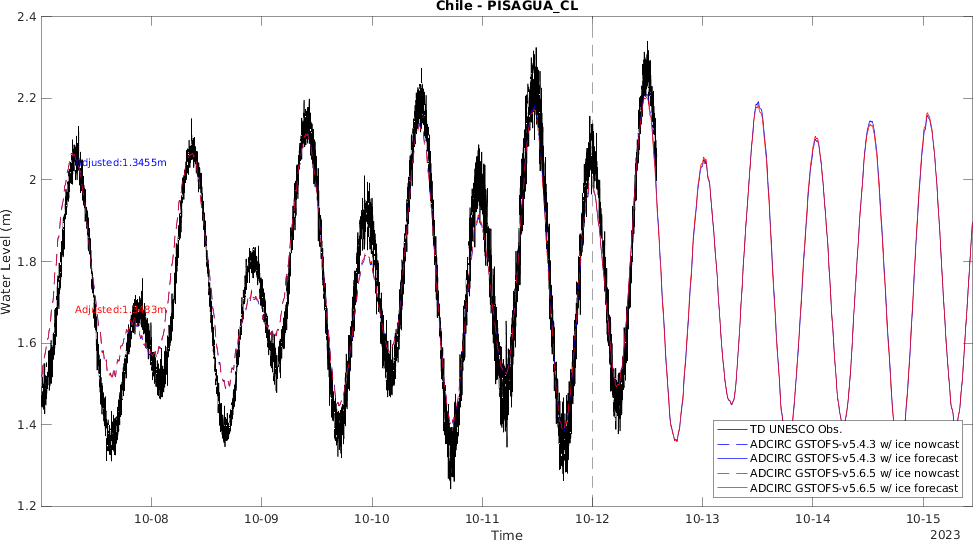 Chile - PISAGUA_CL
Water Level (m)
2.4
2.2
2
1.8
1.6
1.4
1.2
Adjusted:1.3455m
10-08
10-09
10-10
10-11
10-12
10-13
10-14
10-15
Time
2023
TD UNESCO Obs.
ADCIRC GSTOFS-v5.4.3 w/ ice nowcast
ADCIRC GSTOFS-v5.4.3 w/ ice forecast
ADCIRC GSTOFS-v5.6.5 w/ ice nowcast
ADCIRC GSTOFS-v5.6.5 w/ ice forecast